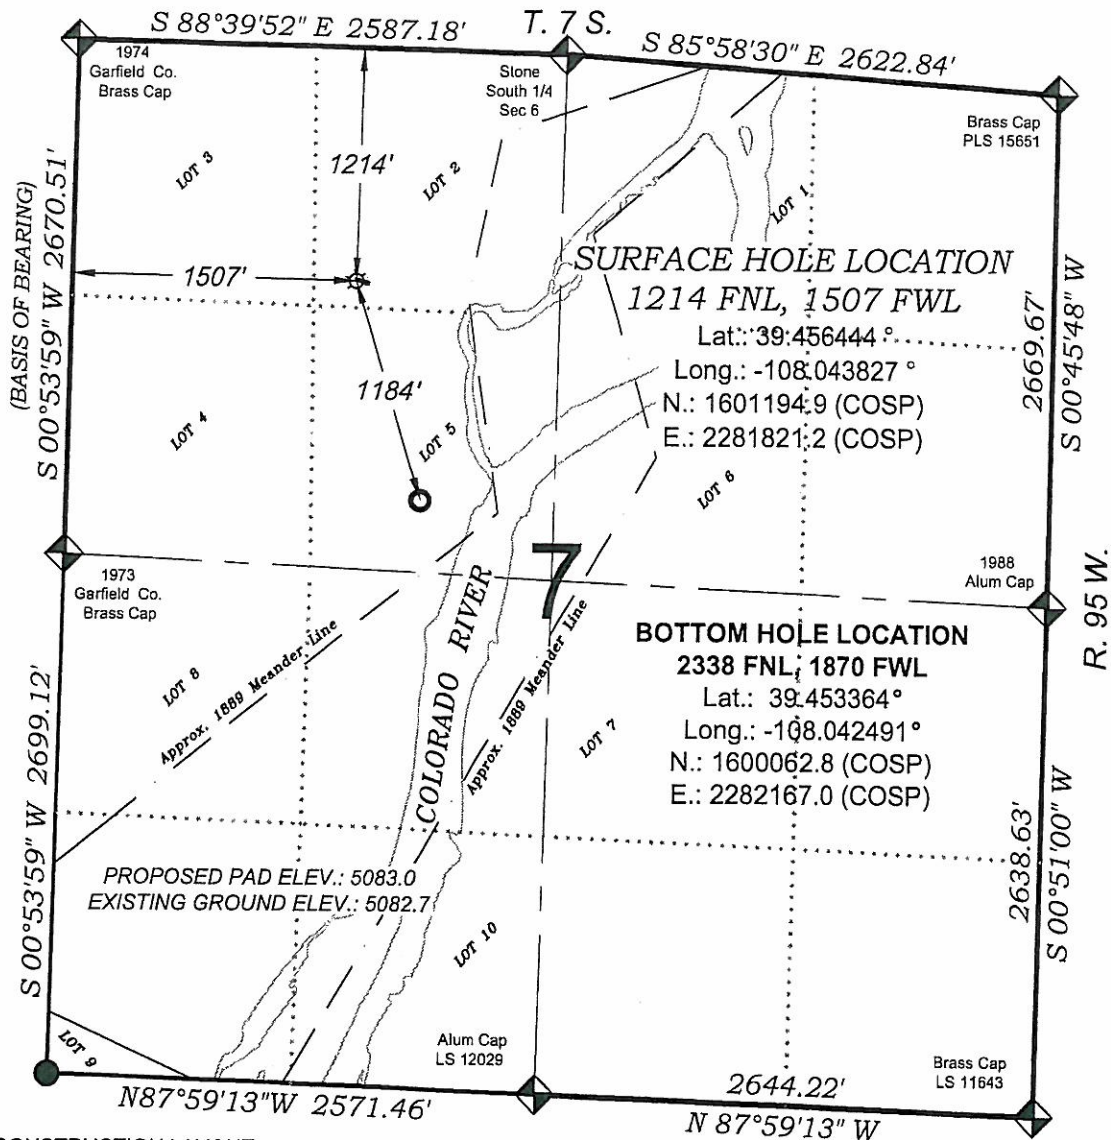 S 88°39'52" E 2587.18'
T. 7 S.
S 85°58'30" E 2622.84'
1974
Garfield Co.
Brass Cap
Stone
South 1/4
Sec 6
Brass Cap
PLS 15651
LOT 3
1214'
LOT 2
LOT 1
(BASIS OF BEARING)
S 00°53'59" W 2670.51'
1507'
SURFACE HOLE LOCATION
1214 FNL, 1507 FWL
Lat.: 39.456444 °
Long.: -108.043827 °
N.: 1601194.9 (COSP)
E.: 2281821.2 (COSP)
2669.67'
S 00°45'48" W
1184'
LOT 4
LOT 5
LOT 6
7
1973
Garfield Co.
Brass Cap
1988
Alum Cap
R. 95 W.
COLORADO RIVER
Approx. 1889 Meander Line
Approx. 1889 Meander Line
LOT 8
LOT 7
BOTTOM HOLE LOCATION
2338 FNL, 1870 FWL
Lat.: 39.453364°
Long.: -108.042491°
N.: 1600062.8 (COSP)
E.: 2282167.0 (COSP)
S 00°53'59" W 2699.12'
2638.63'
S 00°51'00" W
PROPOSED PAD ELEV.: 5083.0
EXISTING GROUND ELEV.: 5082.7
LOT 10
LOT 9
Alum Cap
LS 12029
Brass Cap
LS 11643
N87°59'13"W 2571.46'
2644.22'
N 87°59'13" W